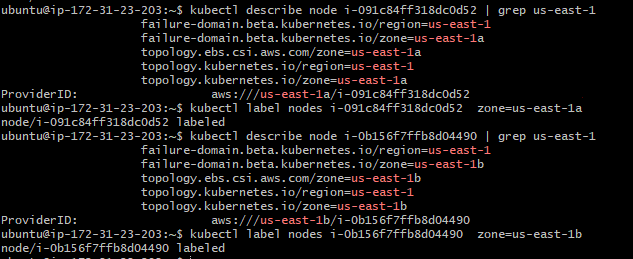 ubuntu@ip-172-31-23-203:~$ kubectl describe node i-091c84ff318dc0d52 | grep us-east-1
failure-domain.beta.kubernetes.io/region=us-east-1
failure-domain.beta.kubernetes.io/zone=us-east-1a
topology.ebs.csi.aws.com/zone=us-east-1a
topology.kubernetes.io/region=us-east-1
topology.kubernetes.io/zone=us-east-1a
ProviderID: aws:///us-east-1a/i-091c84ff318dc0d52
ubuntu@ip-172-31-23-203:~$ kubectl label nodes i-091c84ff318dc0d52  zone=us-east-1a
node/i-091c84ff318dc0d52 labeled
ubuntu@ip-172-31-23-203:~$ kubectl describe node i-0b156f7ffb8d04490 | grep us-east-1
failure-domain.beta.kubernetes.io/region=us-east-1
failure-domain.beta.kubernetes.io/zone=us-east-1b
topology.ebs.csi.aws.com/zone=us-east-1b
topology.kubernetes.io/region=us-east-1
topology.kubernetes.io/zone=us-east-1b
ProviderID: aws:///us-east-1b/i-0b156f7ffb8d04490
ubuntu@ip-172-31-23-203:~$ kubectl label nodes i-0b156f7ffb8d04490  zone=us-east-1b
node/i-0b156f7ffb8d04490 labeled